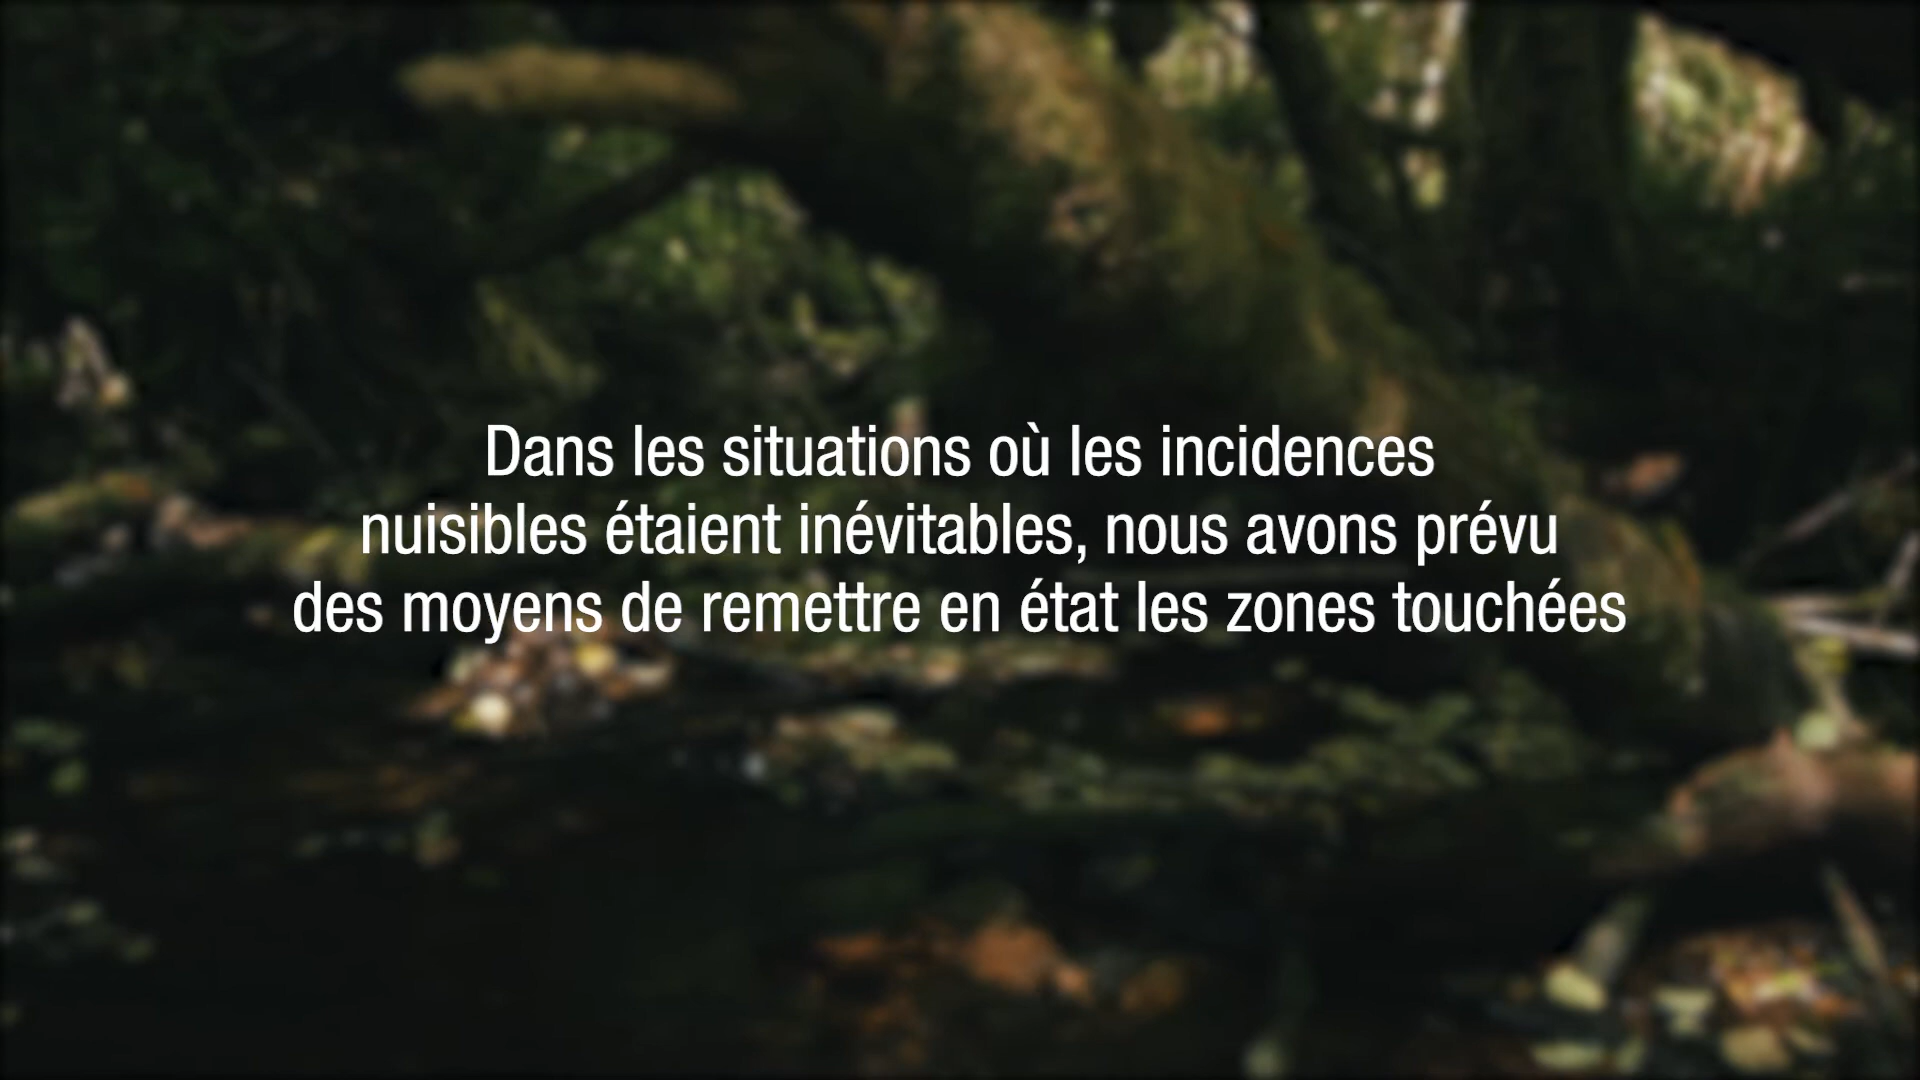 Dans les situations où les incidences
nuisibles étaient inévitables, nous avons prévu
des moyens de remettre en état les zones touchées